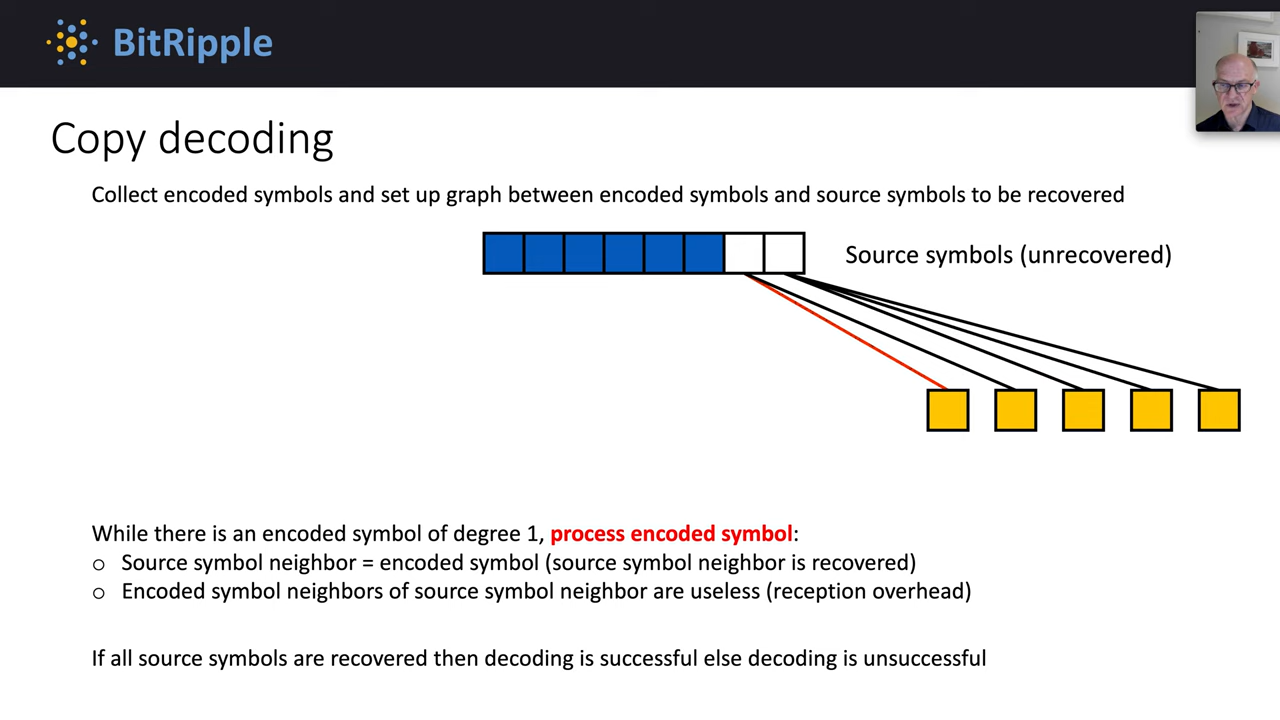 BitRipple
Copy decoding
Collect encoded symbols and set up graph between encoded symbols and source symbols to be recovered
Source symbols (unrecovered)
While there is an encoded symbol of degree 1, process encoded symbol:
○ Source symbol neighbor = encoded symbol (source symbol neighbor is recovered)
○ Encoded symbol neighbors of source symbol neighbor are useless (reception overhead)
If all source symbols are recovered then decoding is successful else decoding is unsuccessful